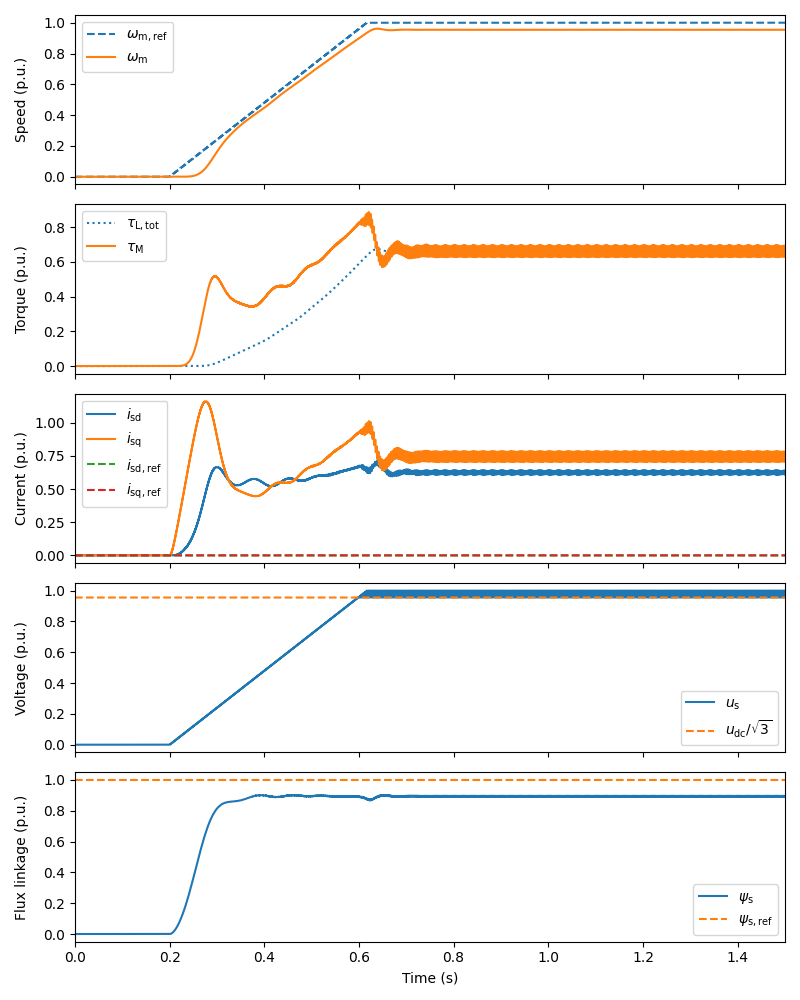 1.0
0.8
0.6
0.4
0.2
0.0
Speed (p.u.)
ω_m,ref
ω_m
0.8
0.6
0.4
0.2
0.0
Torque (p.u.)
τ_L,tot
τ_M
1.00
0.75
0.50
0.25
0.00
Current (p.u.)
i_sd
i_sq
i_sd,ref
i_sq,ref
1.0
0.8
0.6
0.4
0.2
0.0
Voltage (p.u.)
u_s
u_dc/√3
1.0
0.8
0.6
0.4
0.2
0.0
Flux linkage (p.u.)
ψ_s
ψ_s,ref
0.0 0.2 0.4 0.6 0.8 1.0 1.2 1.4
Time (s)